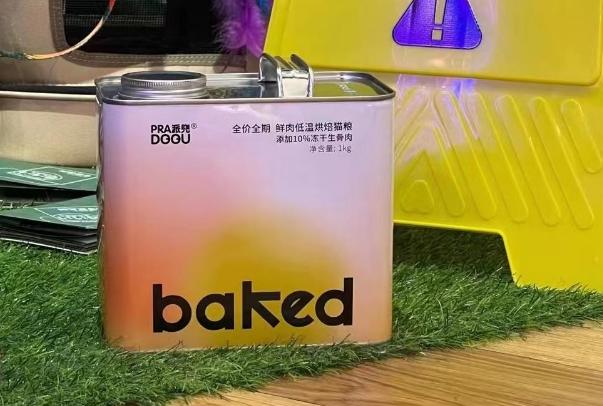 PRA派兜®
DOGU
全价全期 鲜肉低温烘焙猫粮
添加10%冻干生骨肉
净含量: 1kg
baked